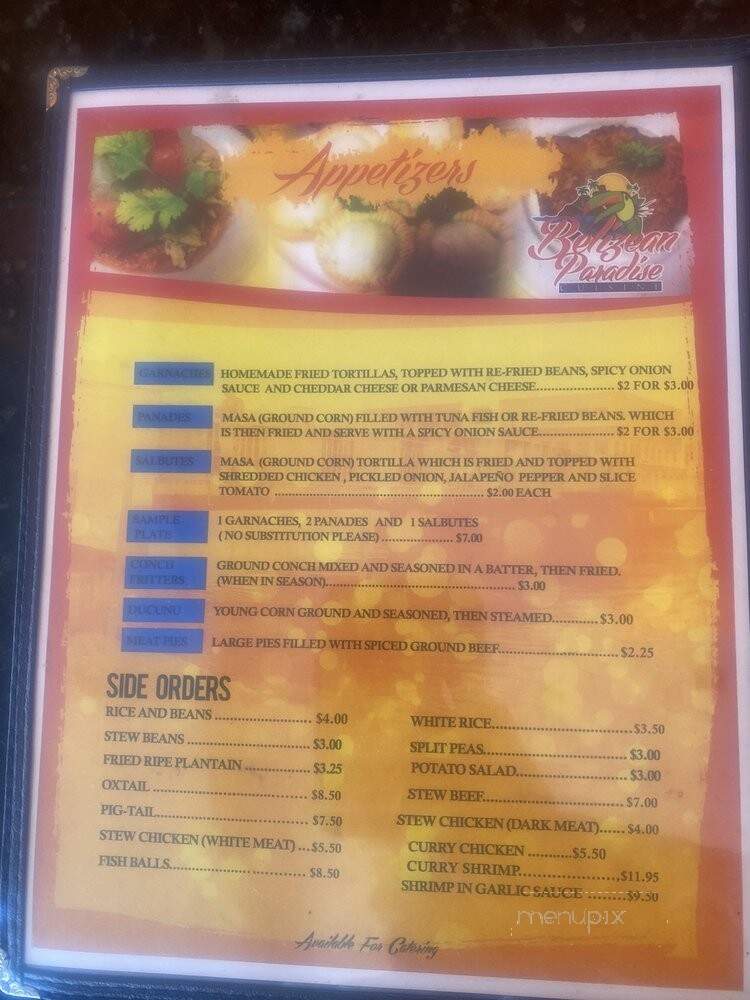 Appetizers
Belizean
Paradise
CUISINE
GARNACHES HOMEMADE FRIED TORTILLAS, TOPPED WITH RE-FRIED BEANS, SPICY ONION
SAUCE AND CHEDDAR CHEESE OR PARMESAN CHEESE...................... $2 FOR $3.00
PANADES MASA (GROUND CORN) FILLED WITH TUNA FISH OR RE-FRIED BEANS. WHICH
IS THEN FRIED AND SERVE WITH A SPICY ONION SAUCE..................... $2 FOR $3.00
SALBUTES MASA (GROUND CORN) TORTILLA WHICH IS FRIED AND TOPPED WITH
SHREDDED CHICKEN , PICKLED ONION, JALAPEÑO PEPPER AND SLICE
TOMATO ............................................................ $2.00 EACH
SAMPLE 1 GARNACHES, 2 PANADES AND 1 SALBUTES
PLATE ( NO SUBSTITUTION PLEASE) .................... $7.00
CONCH GROUND CONCH MIXED AND SEASONED IN A BATTER, THEN FRIED.
FRITTERS (WHEN IN SEASON)...................................................... $3.00
DUCUNU YOUNG CORN GROUND AND SEASONED, THEN STEAMED............ $3.00
MEAT PIES LARGE PIES FILLED WITH SPICED GROUND BEEF.................................. $2.25
SIDE ORDERS
RICE AND BEANS ............................ $4.00
STEW BEANS .................................... $3.00
FRIED RIPE PLANTAIN ................... $3.25
OXTAIL ............................................. $8.50
PIG-TAIL............................................ $7.50
STEW CHICKEN (WHITE MEAT) ...$5.50
FISH BALLS....................................... $8.50
WHITE RICE......................................... $3.50
SPLIT PEAS......................................... $3.00
POTATO SALAD................................ $3.00
STEW BEEF......................................... $7.00
STEW CHICKEN (DARK MEAT)...... $4.00
CURRY CHICKEN ............$5.50
CURRY SHRIMP.............................$11.95
SHRIMP IN GARLIC SAUCE .........$9.50
menupix
Available For Catering